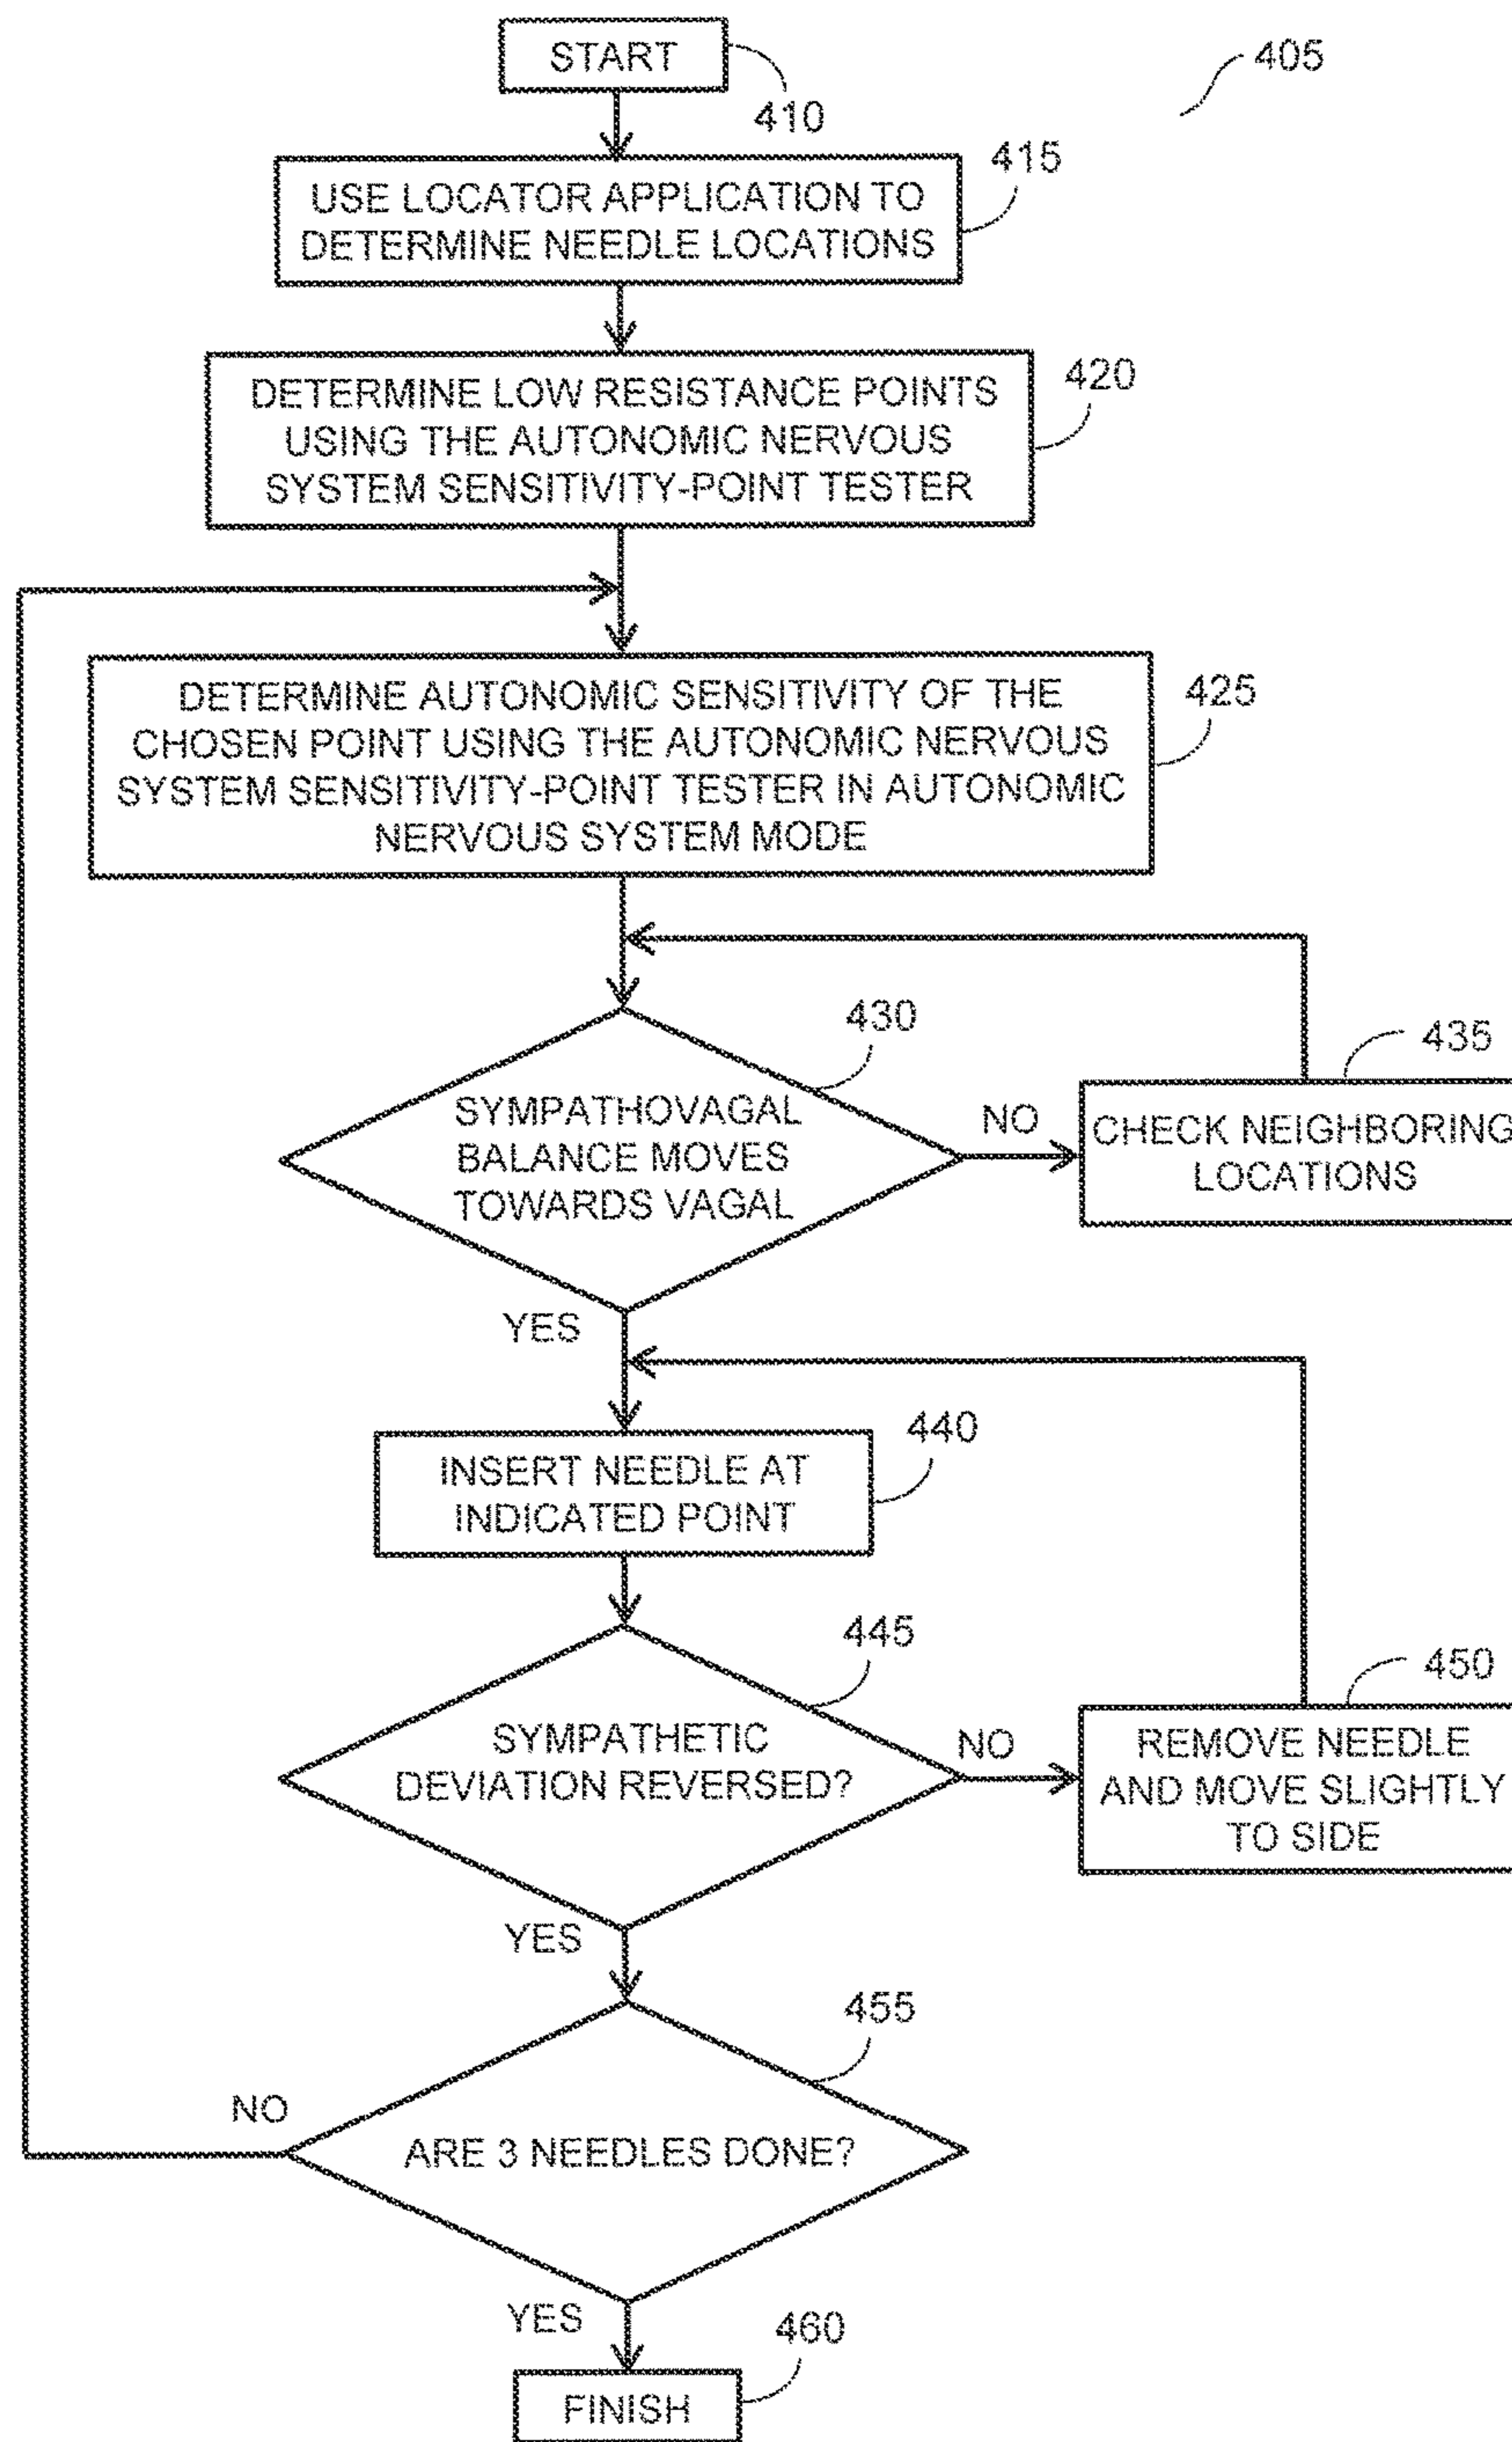 START
410
405
USE LOCATOR APPLICATION TO
DETERMINE NEEDLE LOCATIONS
415
DETERMINE LOW RESISTANCE POINTS
USING THE AUTONOMIC NERVOUS
SYSTEM SENSITIVITY-POINT TESTER
420
DETERMINE AUTONOMIC SENSITIVITY OF THE
CHOSEN POINT USING THE AUTONOMIC NERVOUS
SYSTEM SENSITIVITY-POINT TESTER IN AUTONOMIC
NERVOUS SYSTEM MODE
425
SYMPATHOVAGAL
BALANCE MOVES
TOWARDS VAGAL
430
NO
CHECK NEIGHBORING
LOCATIONS
435
YES
INSERT NEEDLE AT
INDICATED POINT
440
SYMPATHETIC
DEVIATION REVERSED?
445
NO
REMOVE NEEDLE
AND MOVE SLIGHTLY
TO SIDE
450
YES
ARE 3 NEEDLES DONE?
455
NO
YES
FINISH
460